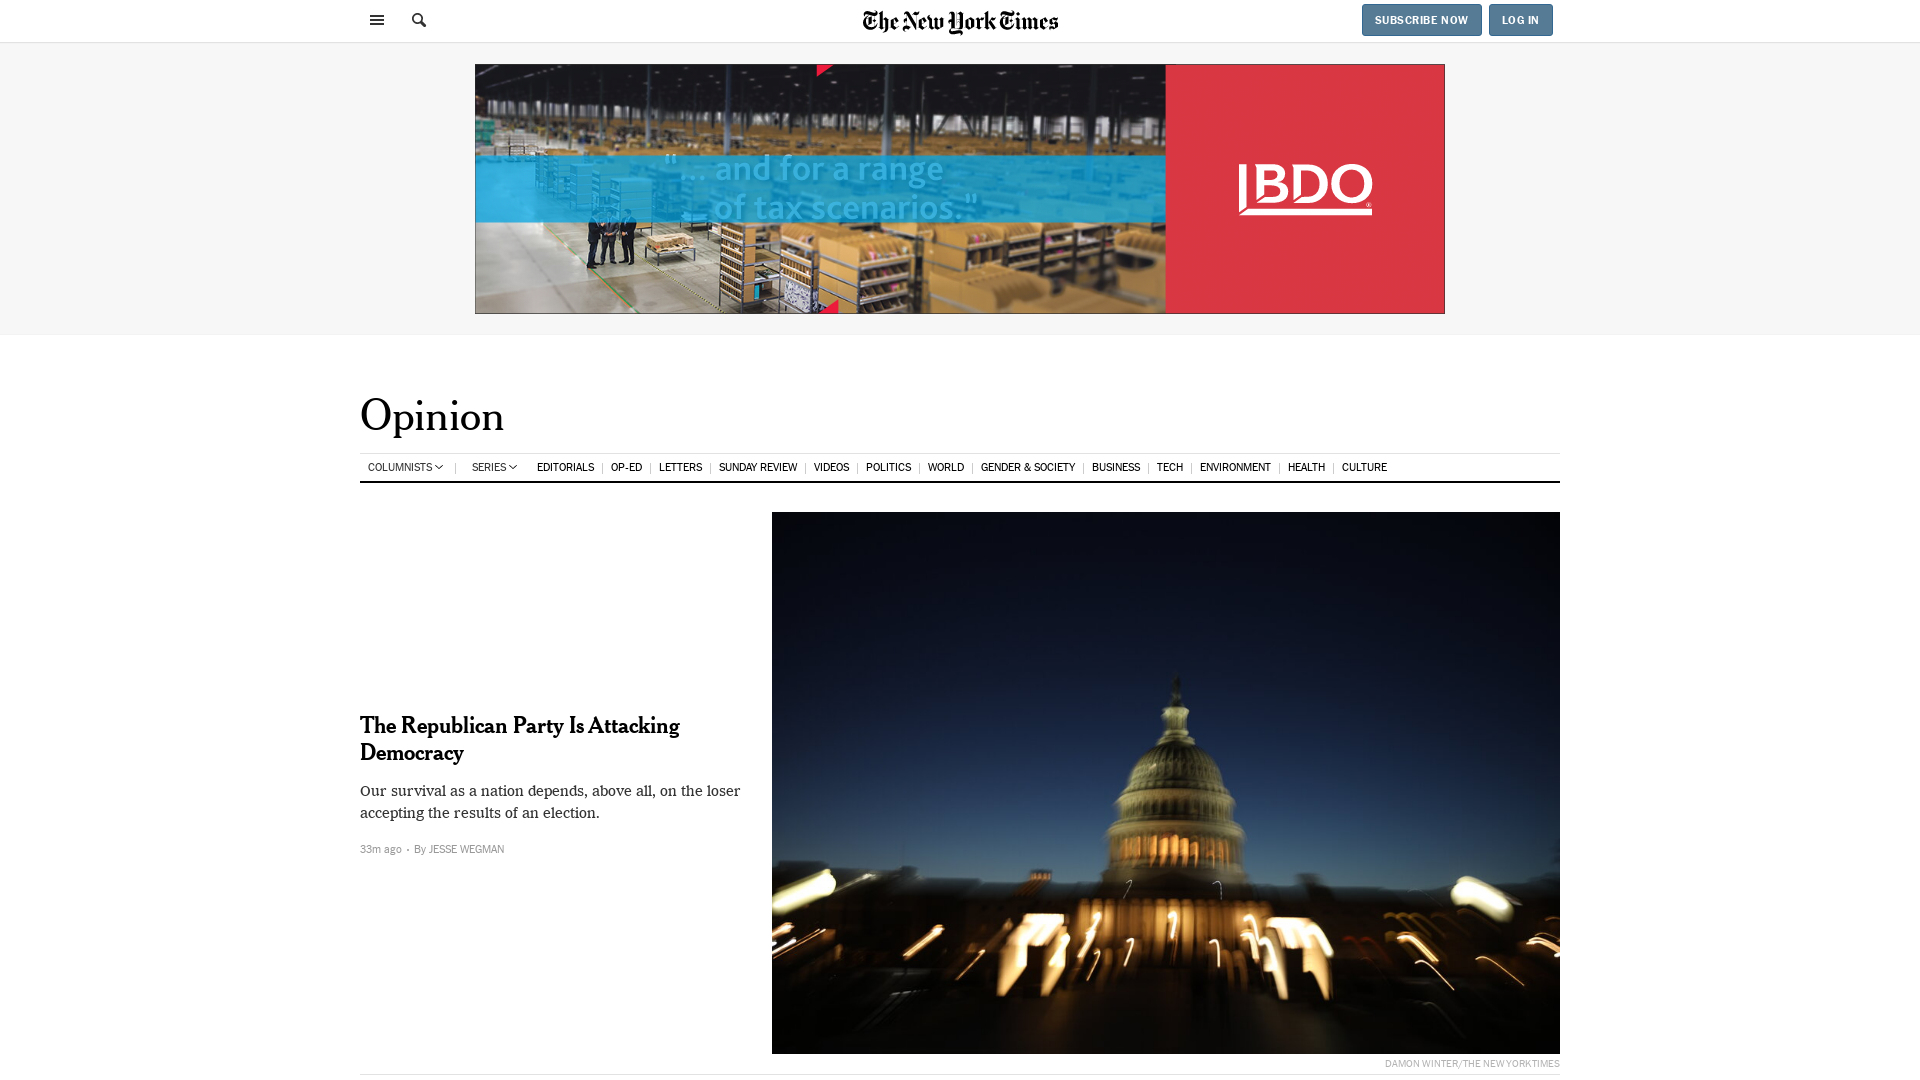 The New York Times
SUBSCRIBE NOW
LOG IN
"... and for a range
of tax scenarios."
BDO
®
Opinion
COLUMNISTS
SERIES
EDITORIALS
OP-ED
LETTERS
SUNDAY REVIEW
VIDEOS
POLITICS
WORLD
GENDER & SOCIETY
BUSINESS
TECH
ENVIRONMENT
HEALTH
CULTURE
The Republican Party Is Attacking
Democracy
Our survival as a nation depends, above all, on the loser
accepting the results of an election.
33m ago • By JESSE WEGMAN
DAMON WINTER/THE NEW YORK TIMES